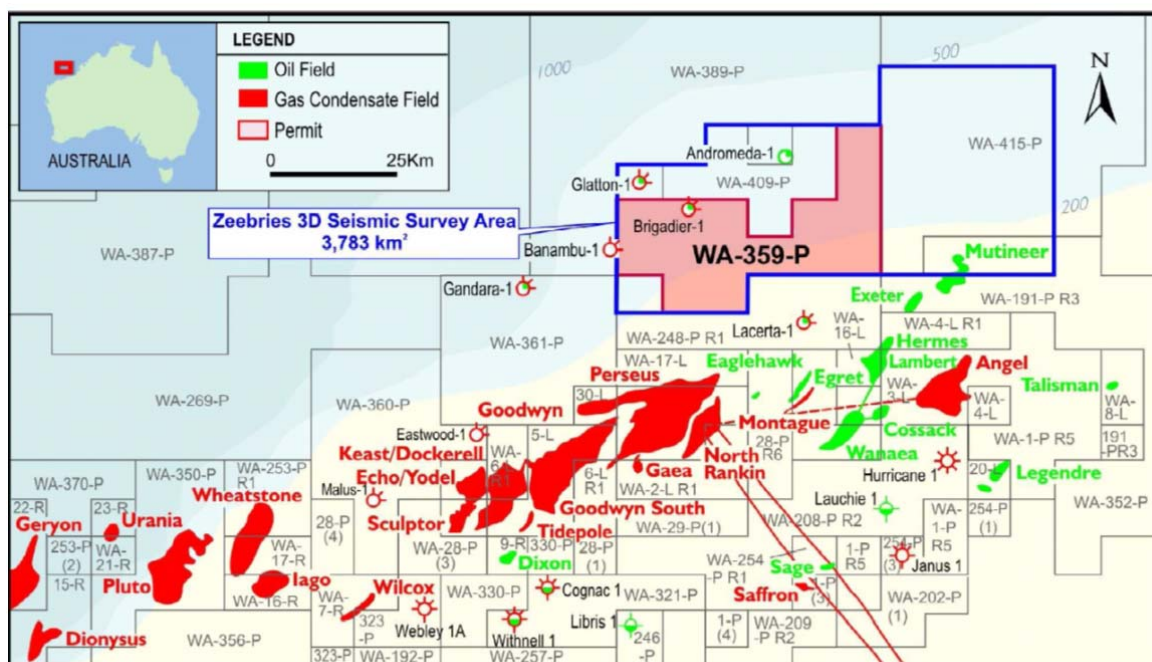 LEGEND
Oil Field
Gas Condensate Field
Permit
0 25Km
AUSTRALIA
N
1000
500
200
WA-389-P
WA-415-P
Andromeda-1
Glatton-1
WA-409-P
Zeebries 3D Seismic Survey Area
3,783 km²
Brigadier-1
Banambu-1
WA-359-P
WA-387-P
Mutineer
Gandara-1
Exeter
WA-191-P R3
Lacerta-1
WA-16-L
WA-4-L R1
WA-248-P R1
Hermes
WA-361-P
WA-17-L
Eaglehawk
Lambert
Angel
Perseus
Egret
WA-3-L
Talisman
WA-269-P
WA-360-P
30-L
WA-4-L
WA-8-L
Goodwyn
Montague
Cossack
Eastwood-1
5-L
28-P R6
Wanaea
WA-1-P R5
191-PR3
Keast/Dockerell
WA-6-L R1
North Rankin
Gaea
Hurricane 1
WA-350-P
WA-253-P R1
Echo/Yodel
6-L R1
WA-2-L R1
20-L
Legendre
WA-370-P
Wheatstone
Malus-1
Lauchie 1
WA-352-P
22-R
23-R
Goodwyn South
254-P (1)
Geryon
Urania
28-P (4)
Sculptor
Tidepole
WA-29-P(1)
WA-208-P R2
WA-1-P R5
253-P (2)
WA-21-R
WA-17-R
WA-28-P (3)
9-R
330-P
28-P (1)
WA-254-P R1
1-P R5
254-P (3)
Dixon
Sage
Janus 1
15-R
Pluto
Iago
Wilcox
WA-330-P
Cognac 1
WA-321-P
Saffron
1-P (3)
WA-202-P (1)
WA-16-R
WA-7-R
Webley 1A
Withnell 1
Libris 1
1-P (4)
WA-209-P R2
Dionysus
WA-356-P
323-P
246-P
323-P
WA-192-P
WA-257-P